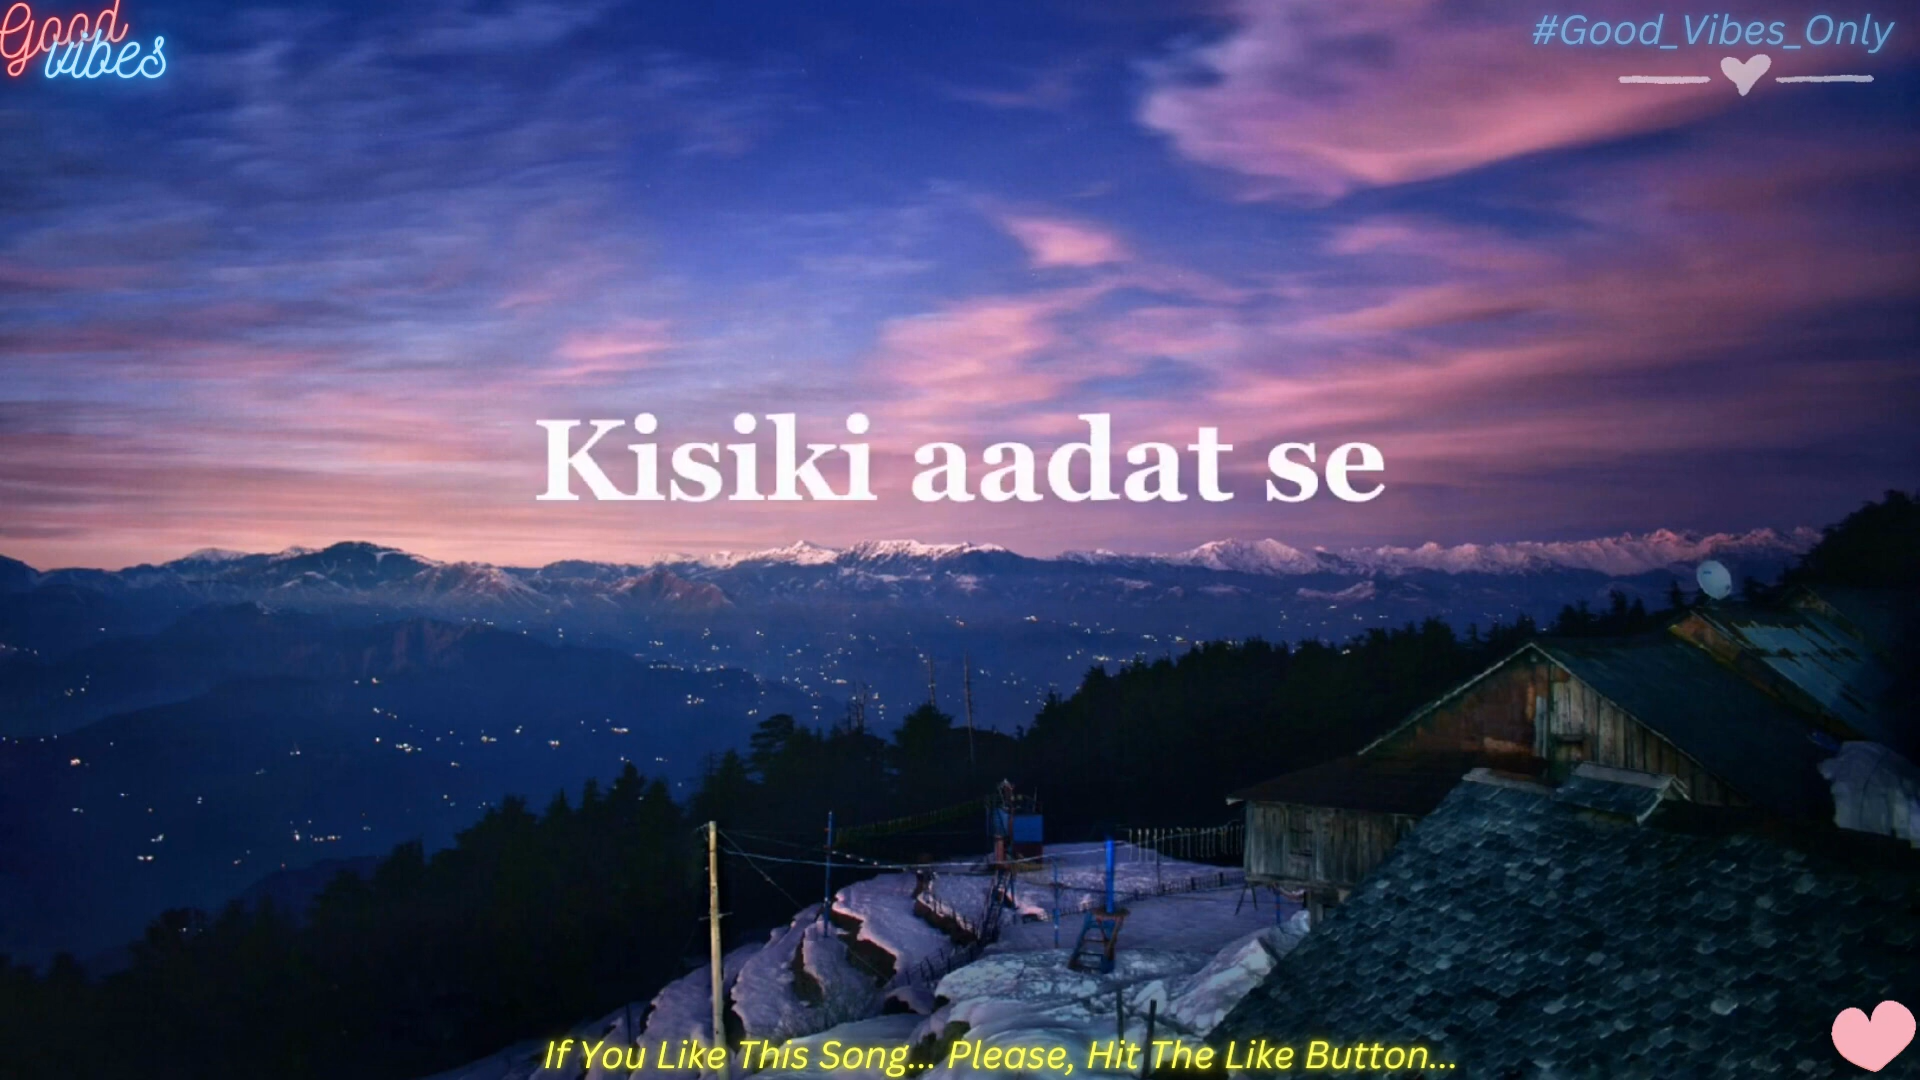 Good
vibes
#Good_Vibes_Only
Kisiki aadat se
If You Like This Song... Please, Hit The Like Button...